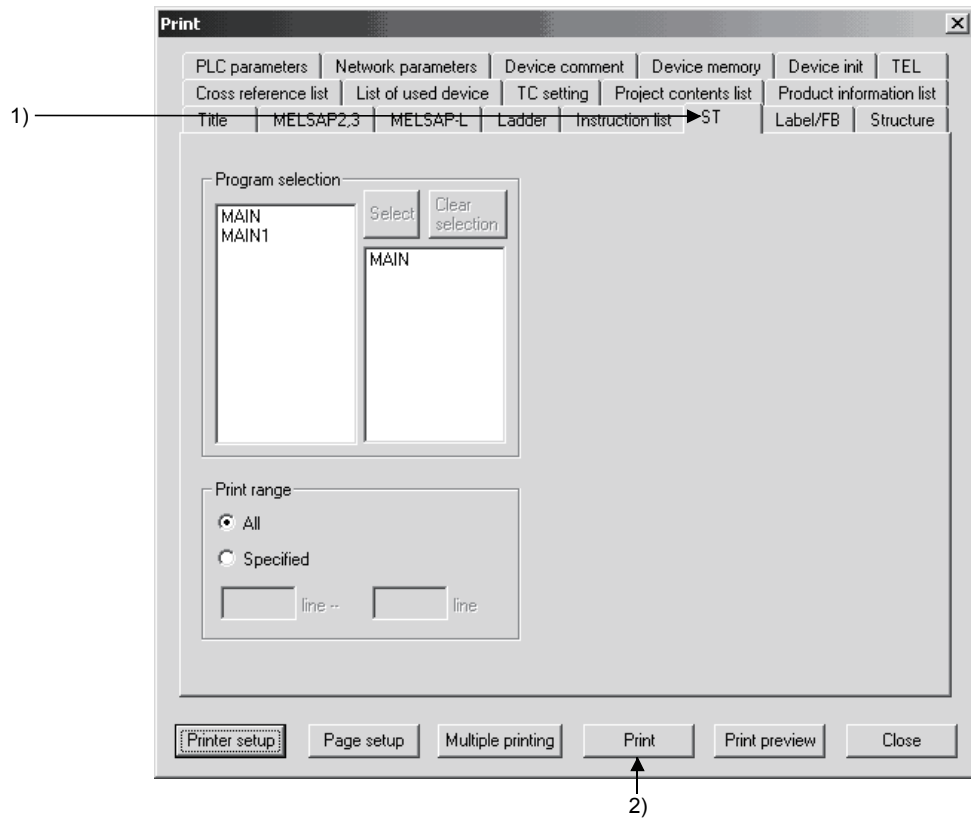 Print
PLC parameters Network parameters Device comment Device memory Device init TEL
Cross reference list List of used device TC setting Project contents list Product information list
1)
Title MELSAP2,3 MELSAP-L Ladder Instruction list ST Label/FB Structure
Program selection
MAIN
MAIN1
Select
Clear
selection
MAIN
Print range
All
Specified
line -- line
Printer setup Page setup Multiple printing Print Print preview Close
2)